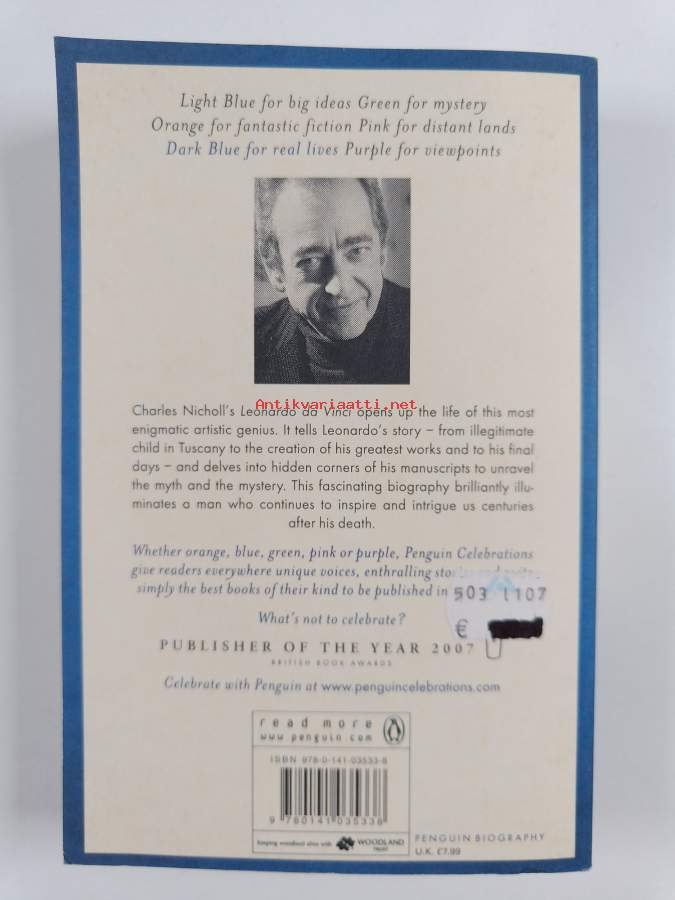 Light Blue for big ideas Green for mystery
Orange for fantastic fiction Pink for distant lands
Dark Blue for real lives Purple for viewpoints
Antikvariaatti.net
Charles Nicholl's Leonardo da Vinci opens up the life of this most
enigmatic artistic genius. It tells Leonardo's story – from illegitimate
child in Tuscany to the creation of his greatest works and to his final
days – and delves into hidden corners of his manuscripts to unravel
the myth and the mystery. This fascinating biography brilliantly illu-
minates a man who continues to inspire and intrigue us centuries
after his death.
Whether orange, blue, green, pink or purple, Penguin Celebrations
give readers everywhere unique voices, enthralling
simply the best books of their kind to be published in
503 1107
€
What's not to celebrate?
PUBLISHER OF THE YEAR 2007
BRITISH BOOK AWARDS
Celebrate with Penguin at www.penguincelebrations.com
read more
www.penguin.com
ISBN 978-0-141-03533-8
9 780141 035338
Keeping woodland alive with WOODLAND
TRUST
PENGUIN BIOGRAPHY
U.K. £7.99